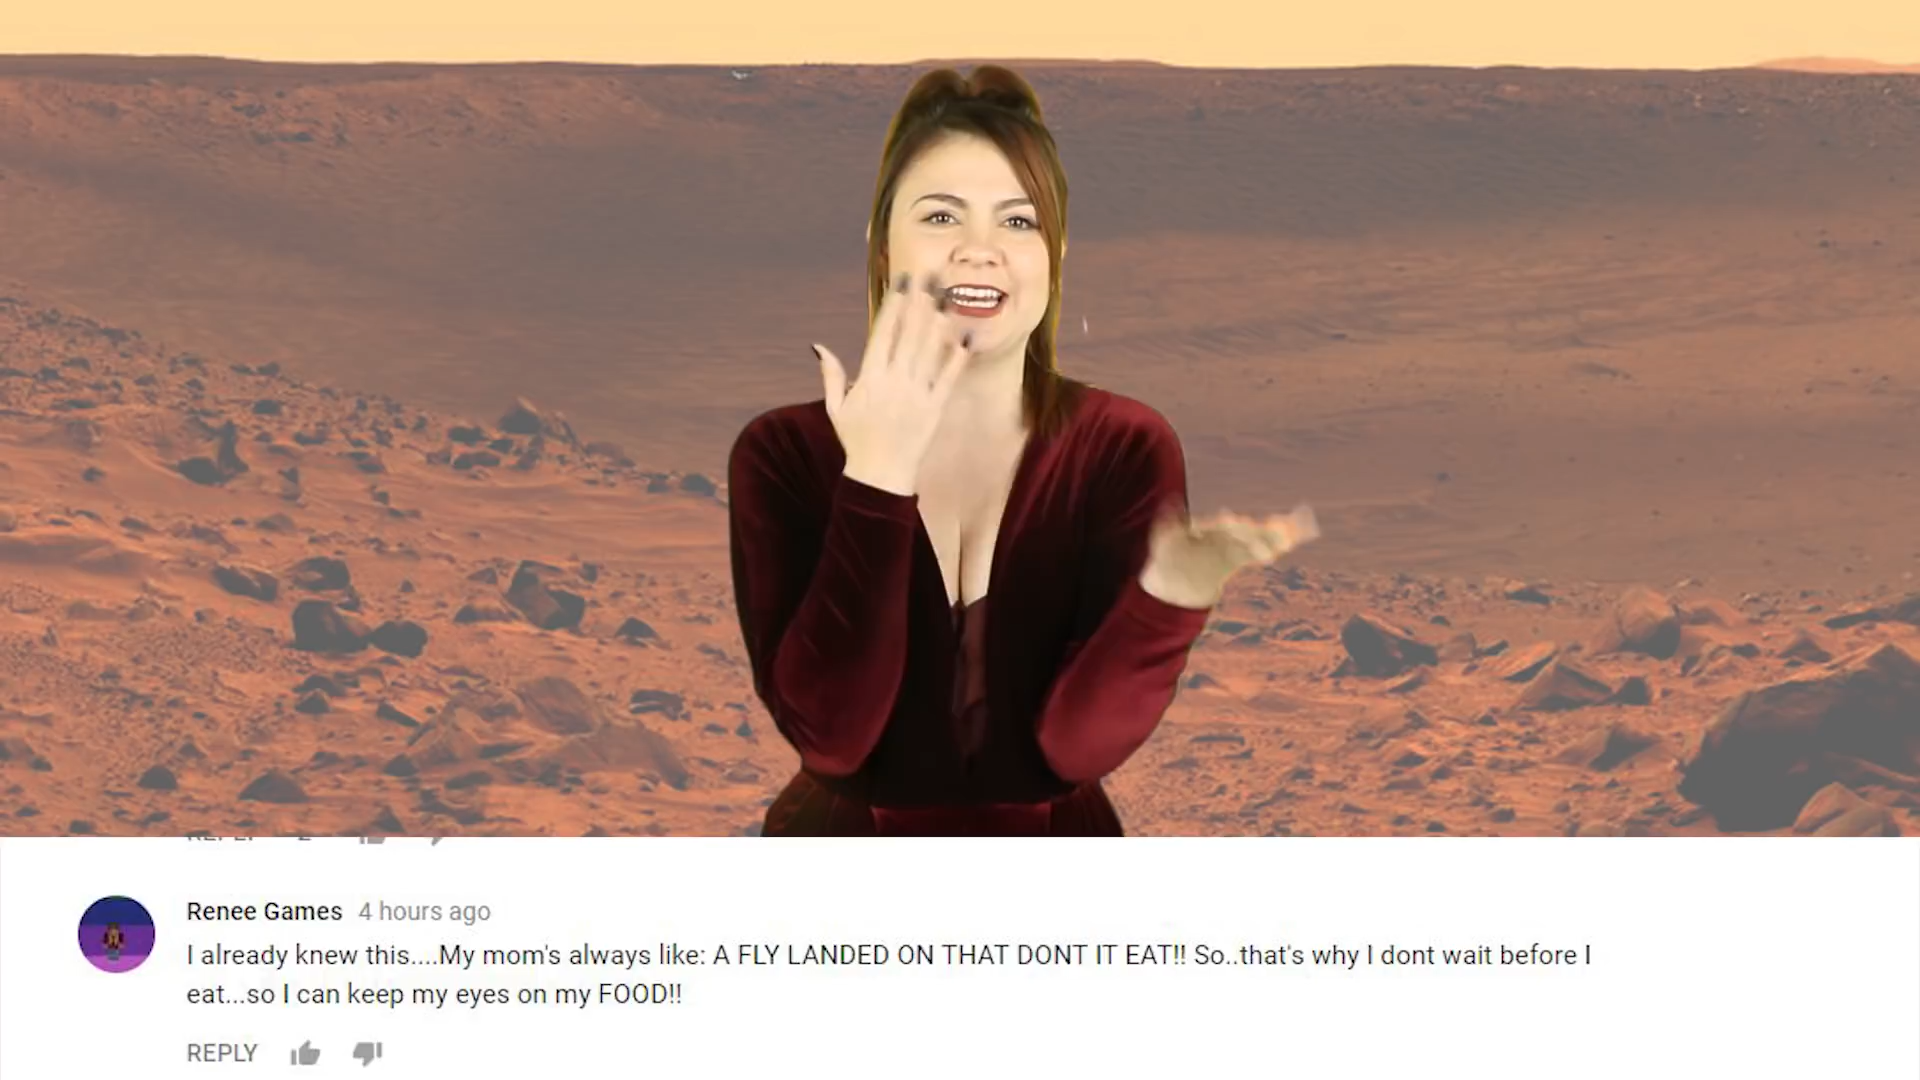 Renee Games 4 hours ago
I already knew this....My mom's always like: A FLY LANDED ON THAT DONT IT EAT!! So..that's why I dont wait before I
eat...so I can keep my eyes on my FOOD!!
REPLY